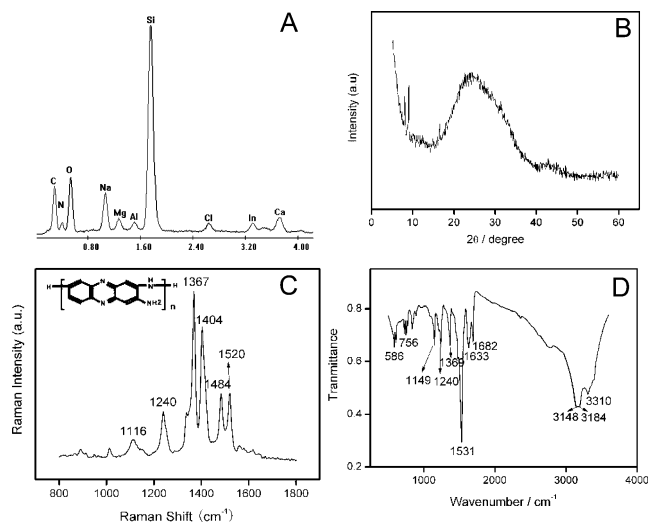 A
Si
C
N
O
Na
Mg
Al
Cl
In
Ca
0.80 1.60 2.40 3.20 4.00
B
Intensity (a.u)
0 10 20 30 40 50 60 70
2θ / degree
C
H
N
N
H
N
H
NH2
n
1367
1404
1520
1484
1240
1116
Raman Intensity (a.u.)
800 1000 1200 1400 1600 1800
Raman Shift (cm-1)
D
0.8
0.6
0.4
0.2
Tranmittance
586
756
1149
1240
1369
1531
1633
1682
3148
3184
3310
1000 2000 3000 4000
Wavenumber / cm-1